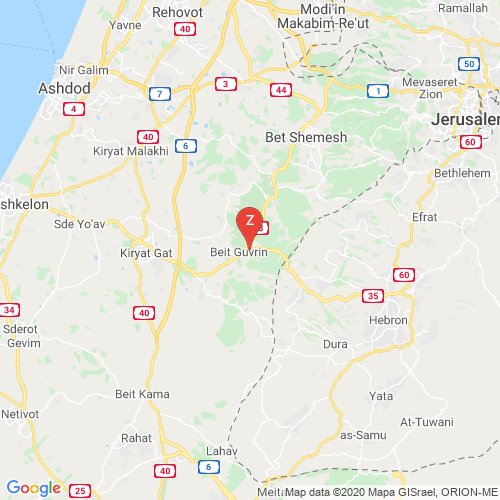 Rehovot
Modi'in
Makabim-Re'ut
Ramallah
Yavne
40
Nir Galim
Ashdod
7
3
44
1
50
Mevaseret
Zion
4
Jerusalem
40
Bet Shemesh
60
Kiryat Malakhi
6
Bethlehem
shkelon
Sde Yo'av
Z
3
Efrat
Kiryat Gat
Beit Guvrin
60
34
35
40
Hebron
Sderot
Gevim
Dura
Beit Kama
Yata
Netivot
At-Tuwani
Rahat
as-Samu
Lahav
6
Google
25
Meita
Map data ©2020 Mapa GISrael, ORION-ME